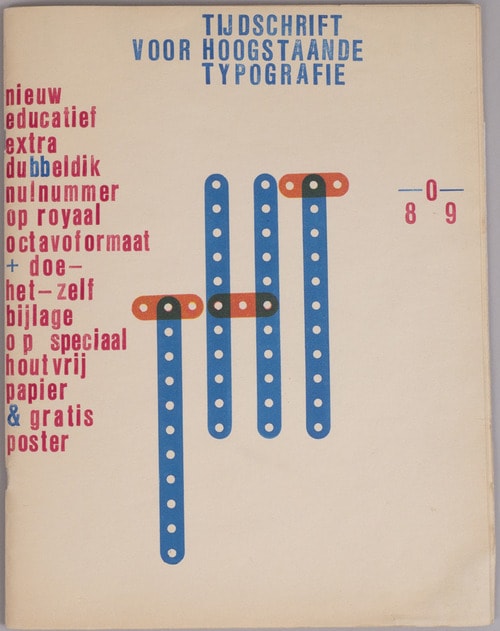 TIJDSCHRIFT
VOOR HOOGSTAANDE
TYPOGRAFIE
nieuw
educatief
extra
dubbeldik
nulnummer
op royaal
octavoformaat
+ doe-
het-zelf
bijlage
op speciaal
houtvrij
papier
& gratis
poster
THT
—0—
8 9